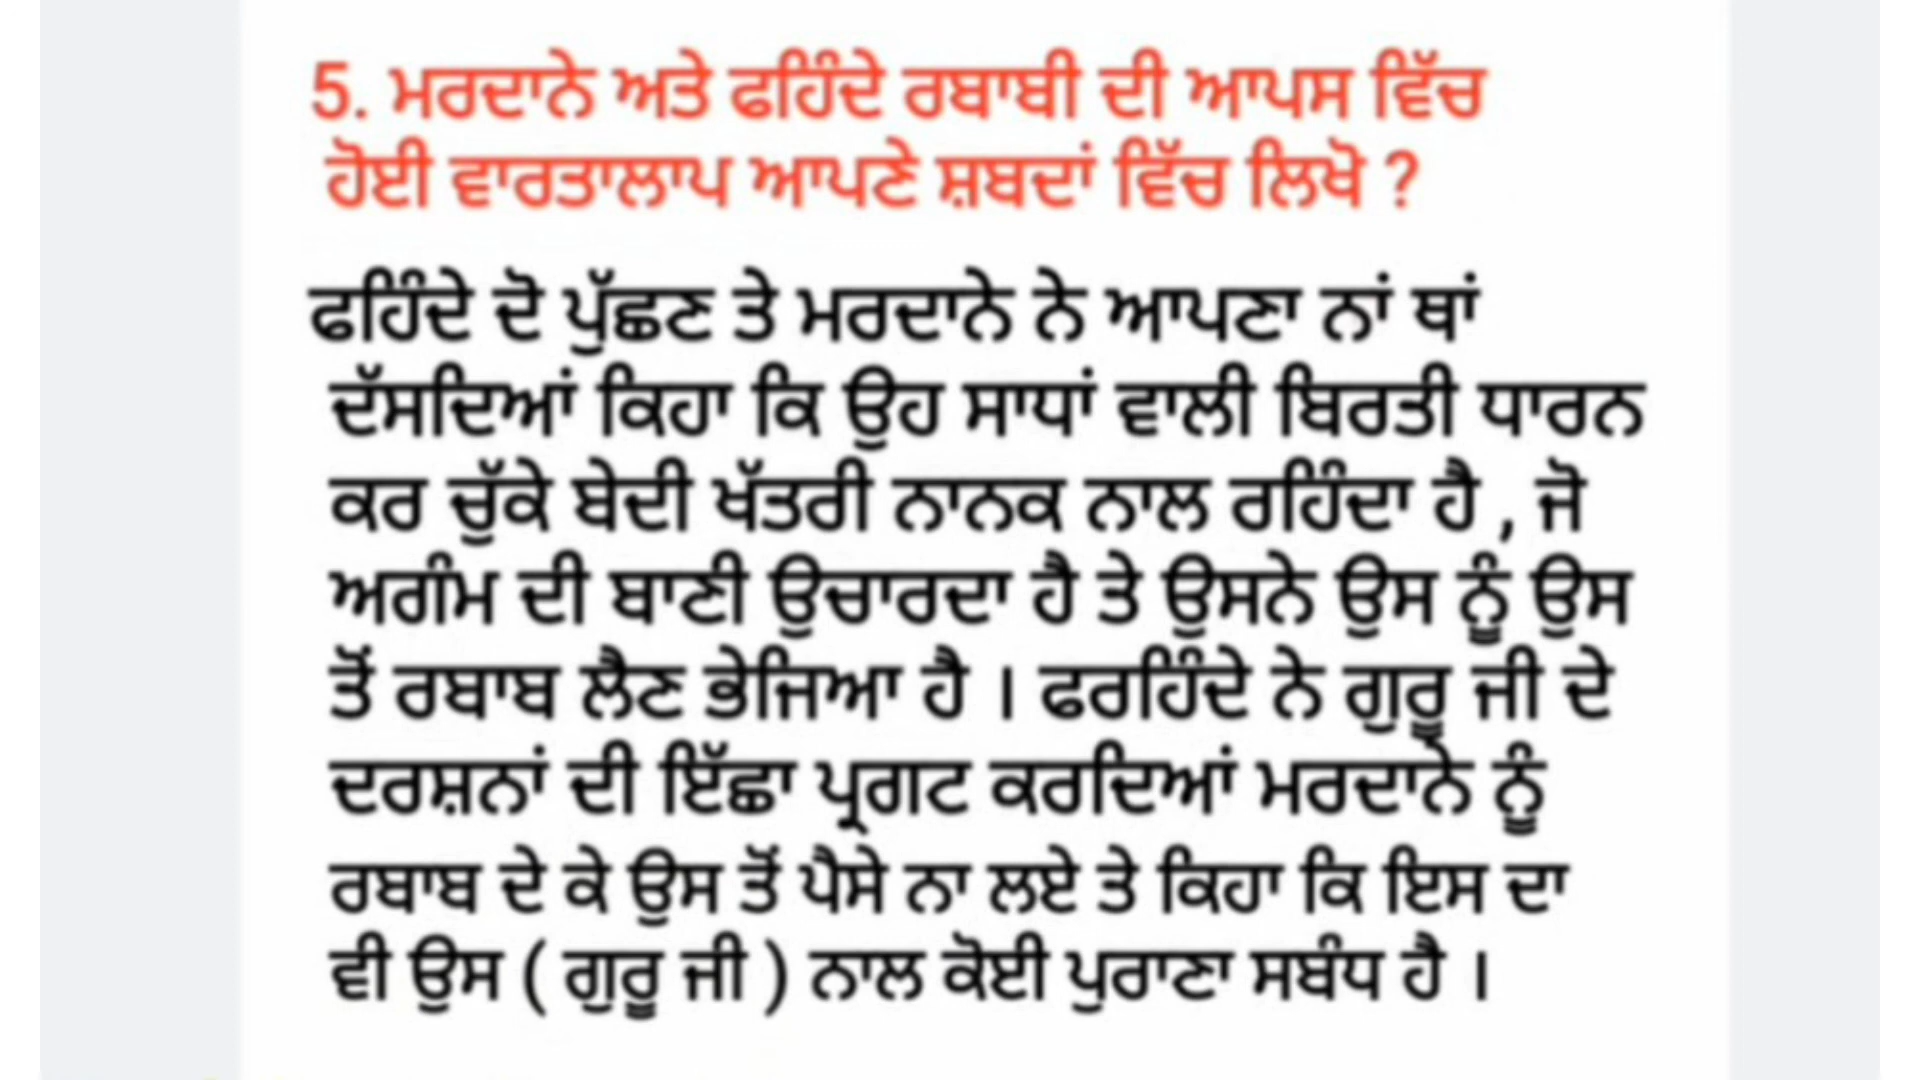 5. ਮਰਦਾਨੇ ਅਤੇ ਫਹਿੰਦੇ ਰਬਾਬੀ ਦੀ ਆਪਸ ਵਿੱਚ
ਹੋਈ ਵਾਰਤਾਲਾਪ ਆਪਣੇ ਸ਼ਬਦਾਂ ਵਿੱਚ ਲਿਖੋ ?
ਫਹਿੰਦੇ ਦੋ ਪੁੱਛਣ ਤੇ ਮਰਦਾਨੇ ਨੇ ਆਪਣਾ ਨਾਂ ਥਾਂ
ਦੱਸਦਿਆਂ ਕਿਹਾ ਕਿ ਉਹ ਸਾਧਾਂ ਵਾਲੀ ਬਿਰਤੀ ਧਾਰਨ
ਕਰ ਚੁੱਕੇ ਬੇਦੀ ਖੱਤਰੀ ਨਾਨਕ ਨਾਲ ਰਹਿੰਦਾ ਹੈ , ਜੋ
ਅਗੰਮ ਦੀ ਬਾਣੀ ਉਚਾਰਦਾ ਹੈ ਤੇ ਉਸਨੇ ਉਸ ਨੂੰ ਉਸ
ਤੋਂ ਰਬਾਬ ਲੈਣ ਭੇਜਿਆ ਹੈ । ਫਰਹਿੰਦੇ ਨੇ ਗੁਰੂ ਜੀ ਦੇ
ਦਰਸ਼ਨਾਂ ਦੀ ਇੱਛਾ ਪ੍ਰਗਟ ਕਰਦਿਆਂ ਮਰਦਾਨੇ ਨੂੰ
ਰਬਾਬ ਦੇ ਕੇ ਉਸ ਤੋਂ ਪੈਸੇ ਨਾ ਲਏ ਤੇ ਕਿਹਾ ਕਿ ਇਸ ਦਾ
ਵੀ ਉਸ ( ਗੁਰੂ ਜੀ ) ਨਾਲ ਕੋਈ ਪੁਰਾਣਾ ਸਬੰਧ ਹੈ ।